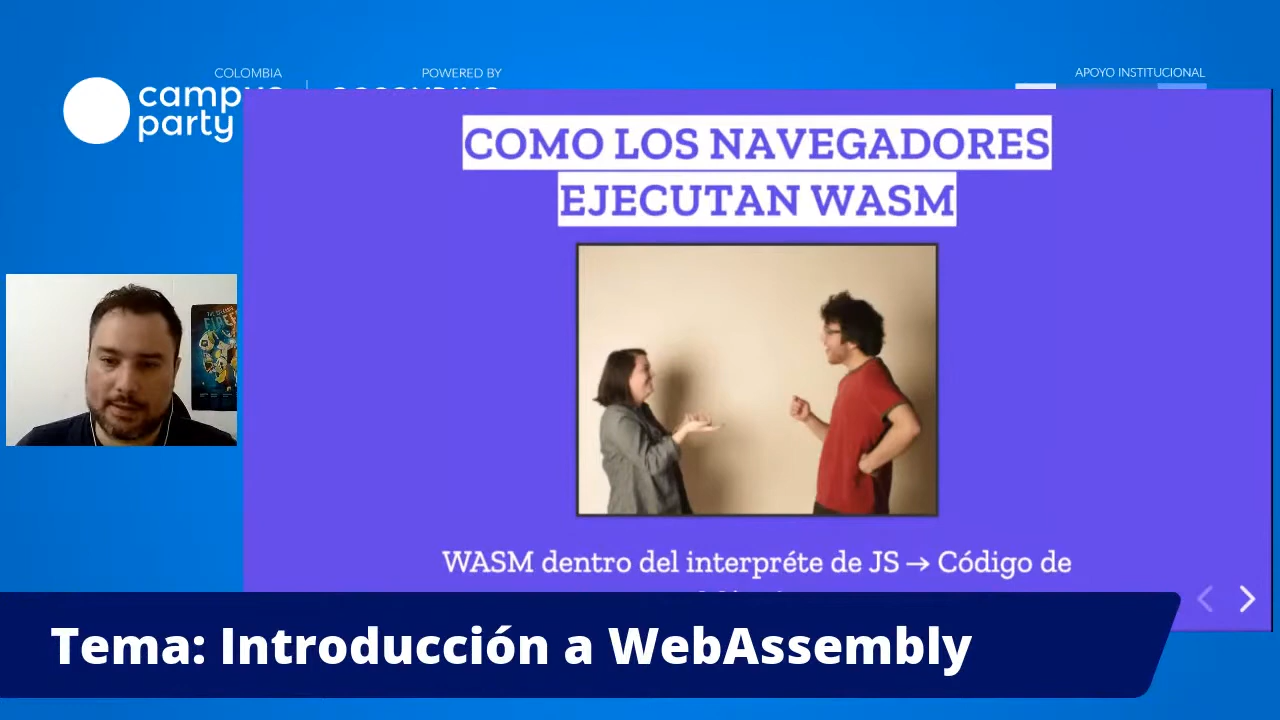 COLOMBIA
POWERED BY
APOYO INSTITUCIONAL
camp
party
COMO LOS NAVEGADORES
EJECUTAN WASM
WASM dentro del interpréte de JS → Código de
Tema: Introducción a WebAssembly